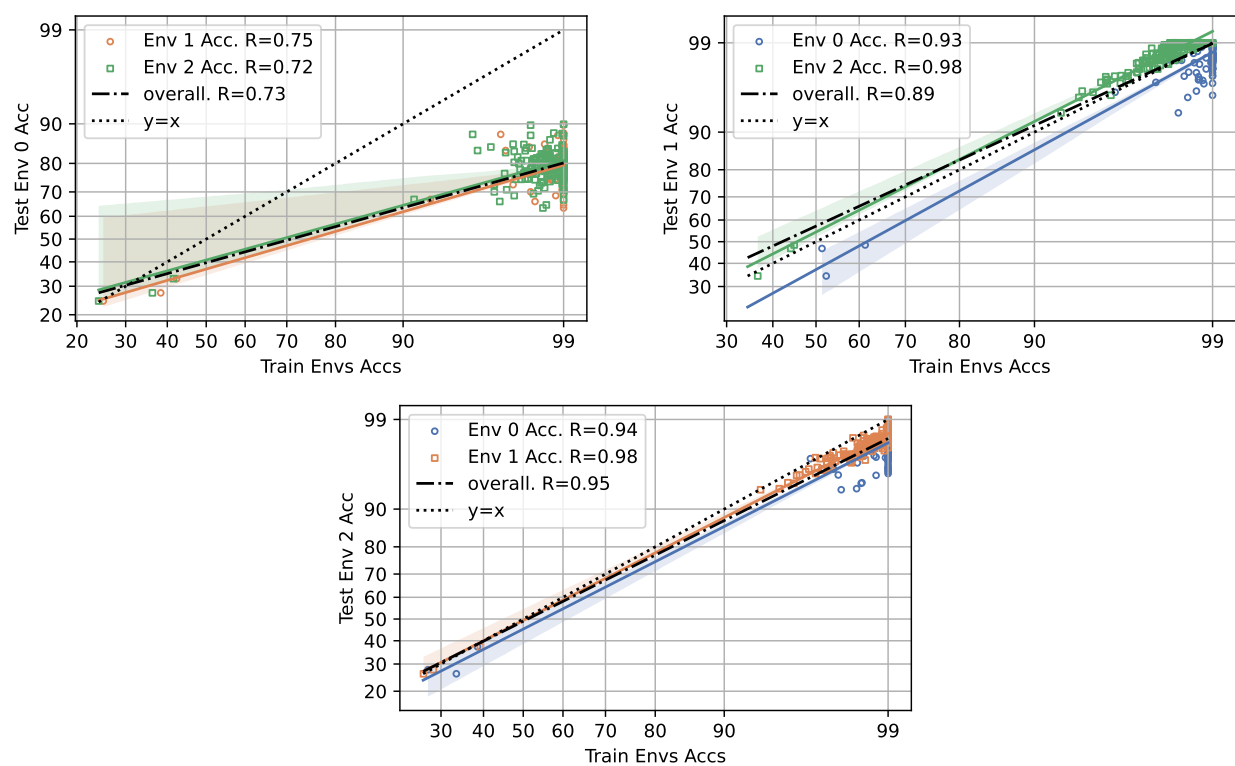 Env 1 Acc. R=0.75
Env 2 Acc. R=0.72
overall. R=0.73
y=x
99
90
80
70
60
50
40
30
20
Test Env 0 Acc
20 30 40 50 60 70 80 90 99
Train Envs Accs
Env 0 Acc. R=0.93
Env 2 Acc. R=0.98
overall. R=0.89
y=x
99
90
80
70
60
50
40
30
Test Env 1 Acc
30 40 50 60 70 80 90 99
Train Envs Accs
Env 0 Acc. R=0.94
Env 1 Acc. R=0.98
overall. R=0.95
y=x
99
90
80
70
60
50
40
30
20
Test Env 2 Acc
30 40 50 60 70 80 90 99
Train Envs Accs